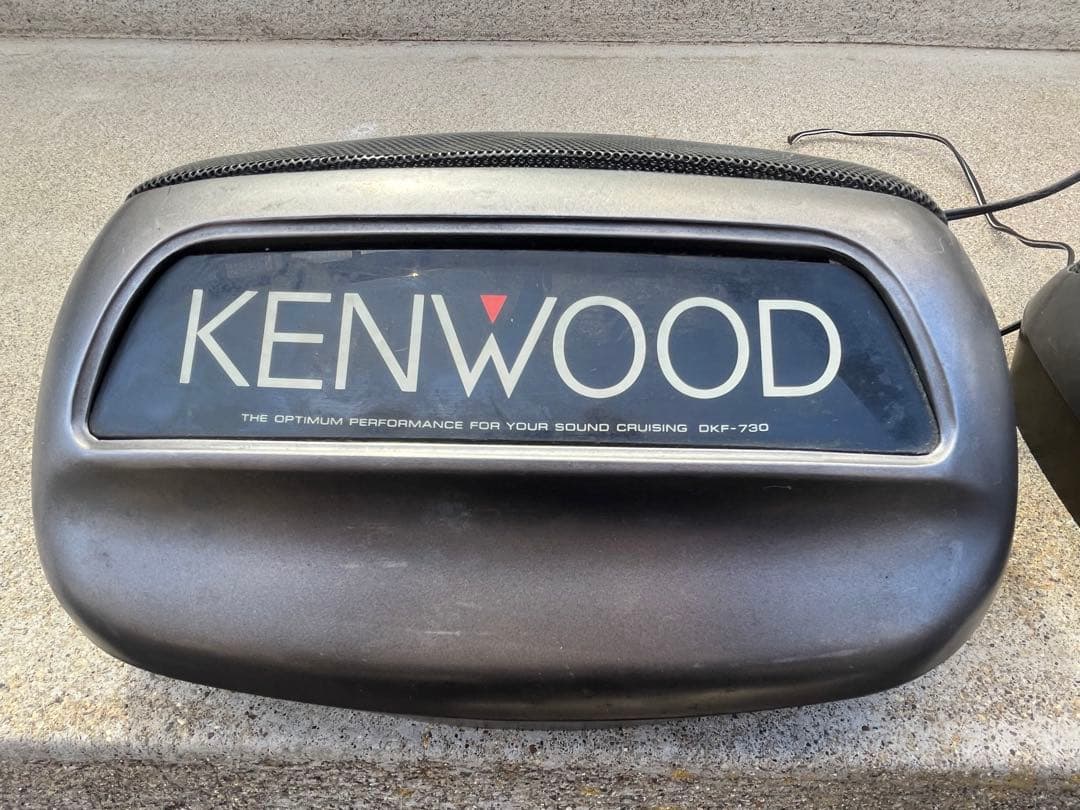 KENWOOD
THE OPTIMUM PERFORMANCE FOR YOUR SOUND CRUISING DKF-730